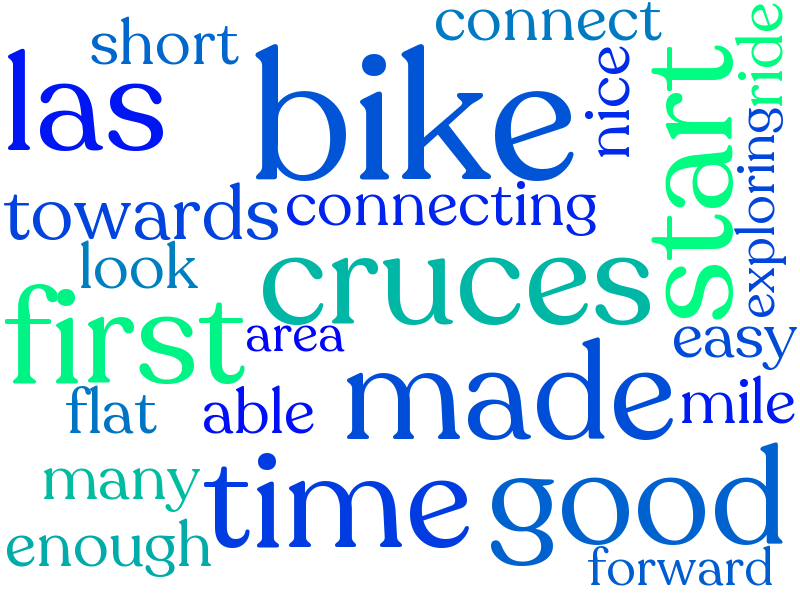 short
connect
las
bike
nice
start
ride
exploring
towards
connecting
look
cruces
first
area
easy
made
flat
able
mile
many
time
good
enough
forward